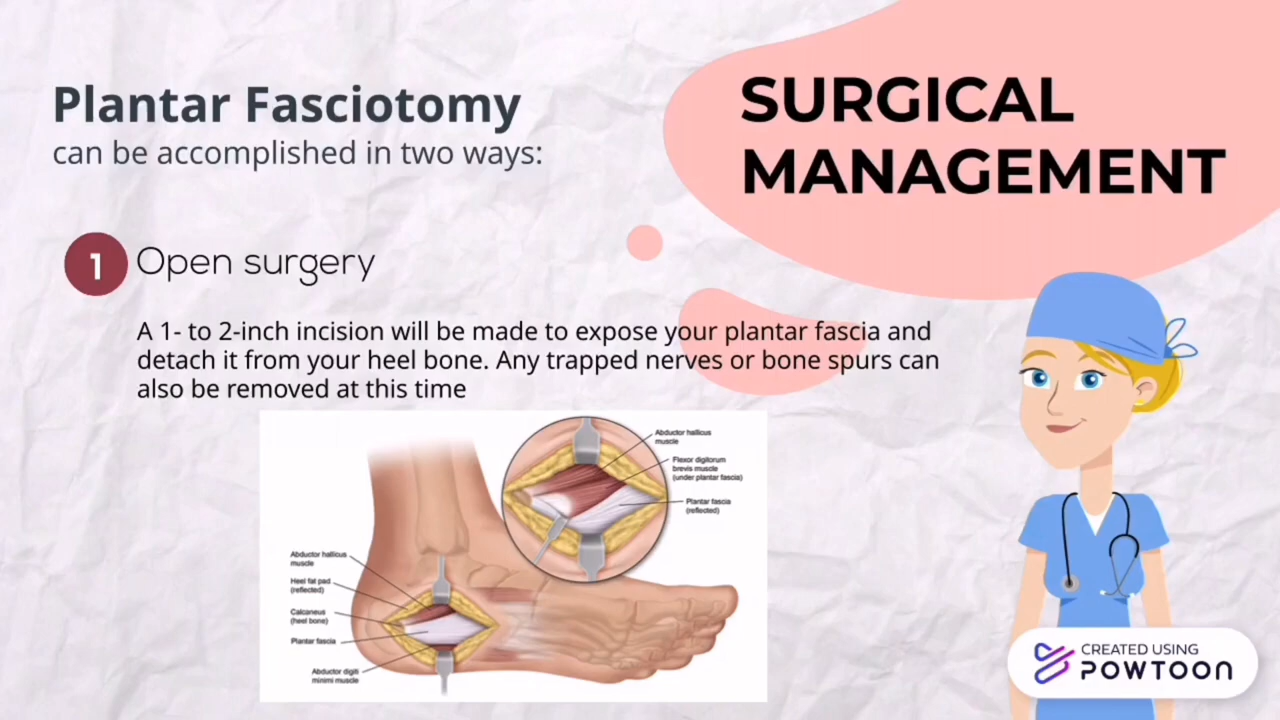 Plantar Fasciotomy
can be accomplished in two ways:
SURGICAL
MANAGEMENT
1 Open surgery
A 1- to 2-inch incision will be made to expose your plantar fascia and
detach it from your heel bone. Any trapped nerves or bone spurs can
also be removed at this time
Abductor hallicus
muscle
Flexor digitorum
brevis muscle
(under plantar fascia)
Plantar fascia
(reflected)
Abductor hallicus
muscle
Heel fat pad
(reflected)
Calcaneus
(heel bone)
Plantar fascia
Abductor digiti
minimi muscle
CREATED USING
POWTOON